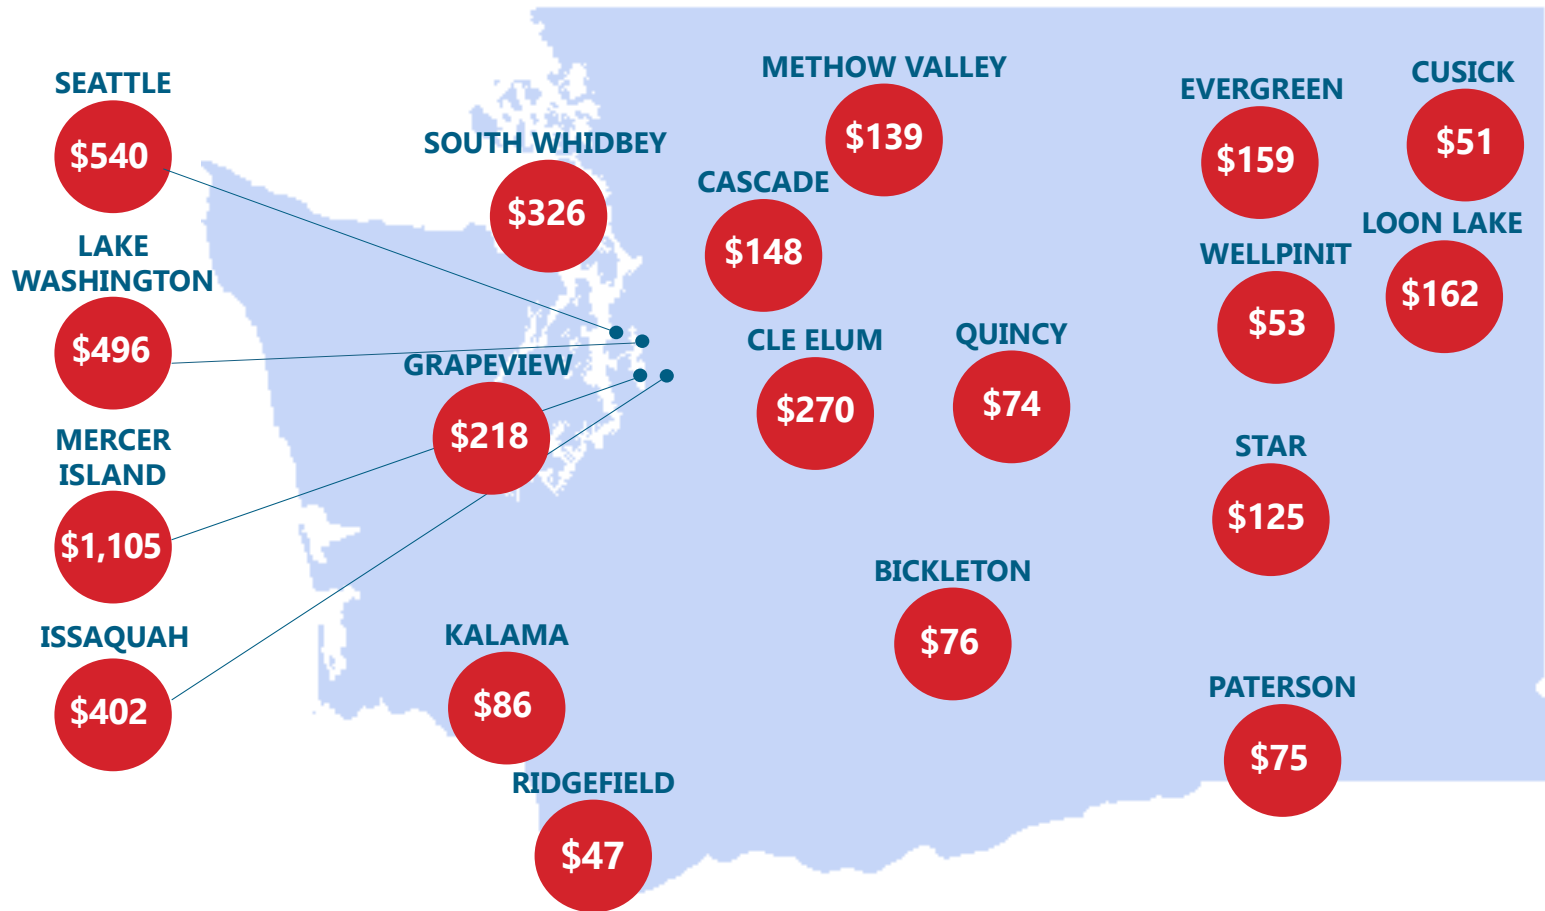 SEATTLE
$540
LAKE
WASHINGTON
$496
MERCER
ISLAND
$1,105
ISSAQUAH
$402
SOUTH WHIDBEY
$326
GRAPEVIEW
$218
KALAMA
$86
RIDGEFIELD
$47
METHOW VALLEY
$139
CASCADE
$148
CLE ELUM
$270
QUINCY
$74
BICKLETON
$76
EVERGREEN
$159
CUSICK
$51
LOON LAKE
$162
WELLPINIT
$53
STAR
$125
PATERSON
$75